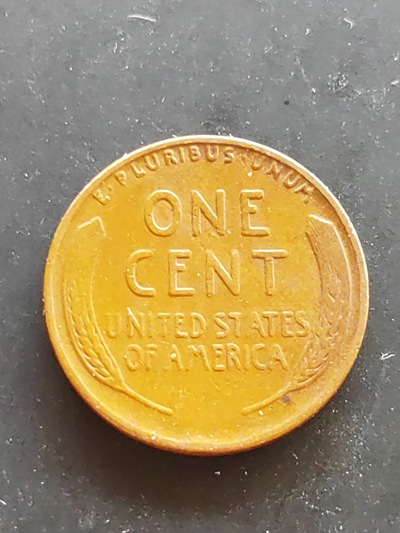 E·PLURIBUS·UNUM
ONE
CENT
UNITED STATES
OF AMERICA